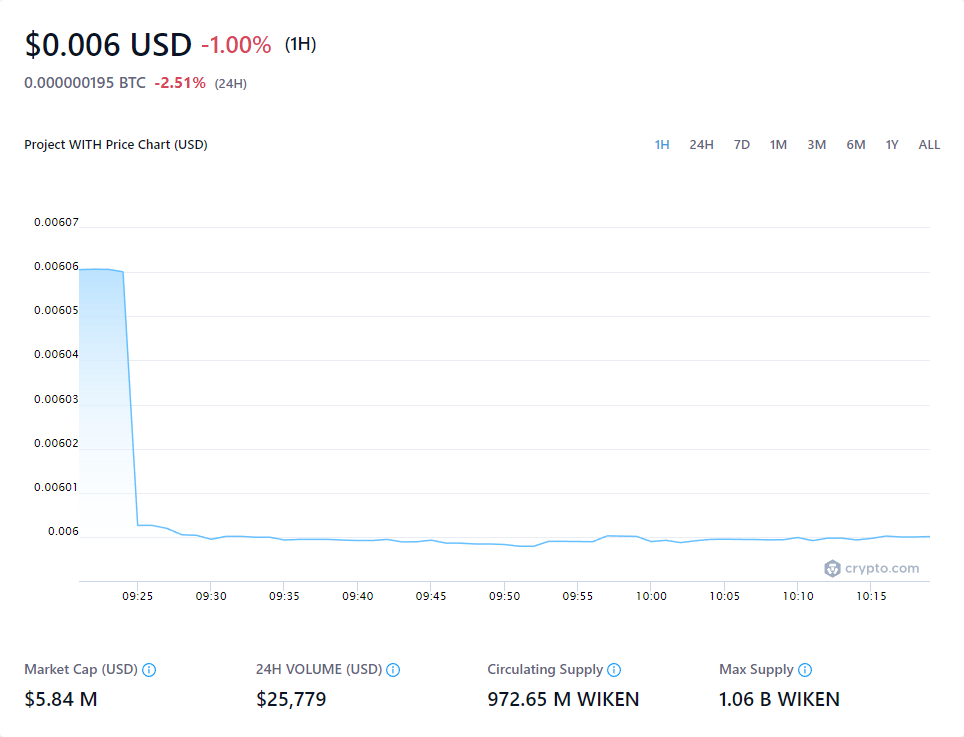 $0.006 USD -1.00% (1H)
0.000000195 BTC -2.51% (24H)
Project WITH Price Chart (USD)
1H 24H 7D 1M 3M 6M 1Y ALL
0.00607
0.00606
0.00605
0.00604
0.00603
0.00602
0.00601
0.006
crypto.com
09:25 09:30 09:35 09:40 09:45 09:50 09:55 10:00 10:05 10:10 10:15
Market Cap (USD) 24H VOLUME (USD) Circulating Supply Max Supply
$5.84 M $25,779 972.65 M WIKEN 1.06 B WIKEN